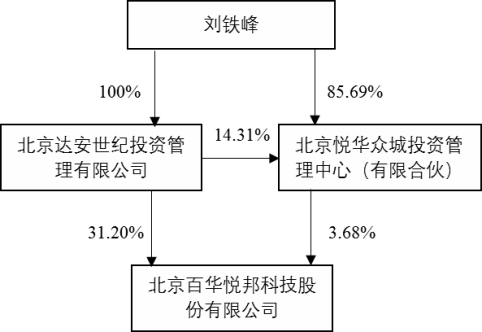 刘铁峰
100%
85.69%
北京达安世纪投资管
理有限公司
14.31%
北京悦华众城投资管
理中心（有限合伙）
31.20%
3.68%
北京百华悦邦科技股
份有限公司